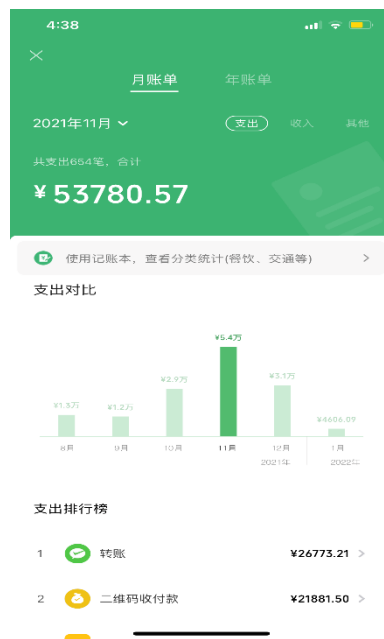 4:38
月账单 年账单
2021年11月 支出 收入 其他
共支出654笔，合计
¥53780.57
使用记账本，查看分类统计(餐饮、交通等) >
支出对比
¥5.4万
¥2.9万 ¥3.1万
¥1.2万
¥4606.09
8月 9月 10月 11月 12月 1月
2021年 2022年
支出排行榜
1 转账 ¥26773.21 >
2 二维码收付款 ¥21881.50 >